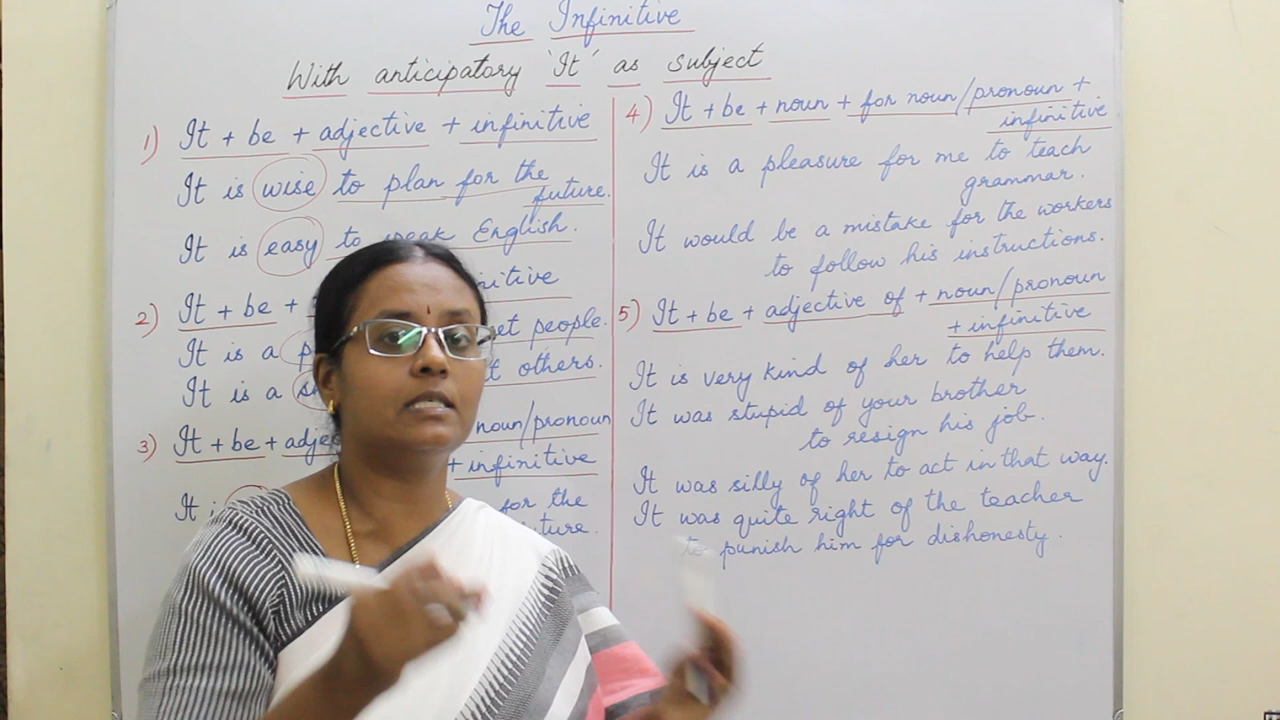 The Infinitive
With anticipatory 'It' as subject
1) It + be + adjective + infinitive
It is wise to plan for the
future.
It is easy to speak English.
2) It + be +
It is a
people.
It is a
others.
3) It + be + noun/pronoun
+ infinitive
It for the
4) It + be + noun + for noun/pronoun +
infinitive
It is a pleasure for me to teach
grammar.
It would be a mistake for the workers
to follow his instructions.
5) It + be + adjective of + noun/pronoun
+ infinitive
It is very kind of her to help them.
It was stupid of your brother
to resign his job.
It was silly of her to act in that way.
It was quite right of the teacher
to punish him for dishonesty.